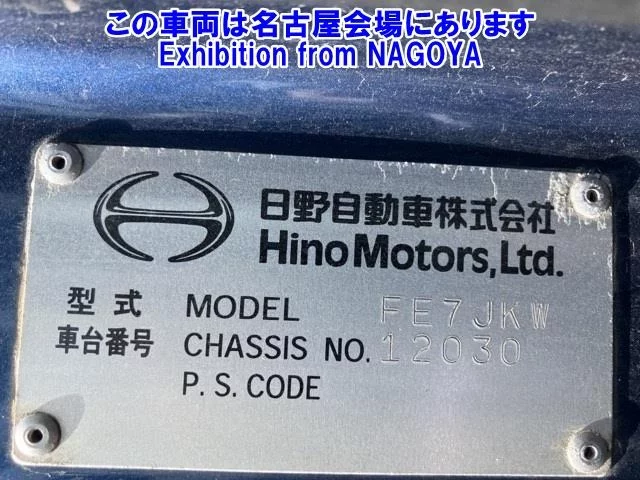 この車両は名古屋会場にあります
Exhibition from NAGOYA
日野自動車株式会社
Hino Motors, Ltd.
型式 MODEL FE7JKW
車台番号 CHASSIS NO. 12030
P. S. CODE